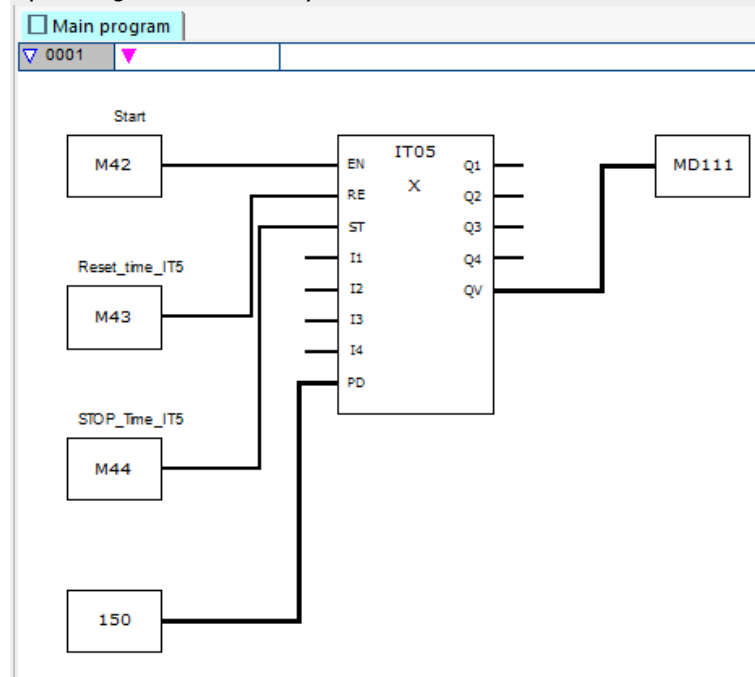 Main program
0001
Start
M42
Reset_time_IT5
M43
STOP_Time_IT5
M44
150
IT05
X
EN
RE
ST
I1
I2
I3
I4
PD
Q1
Q2
Q3
Q4
QV
MD111